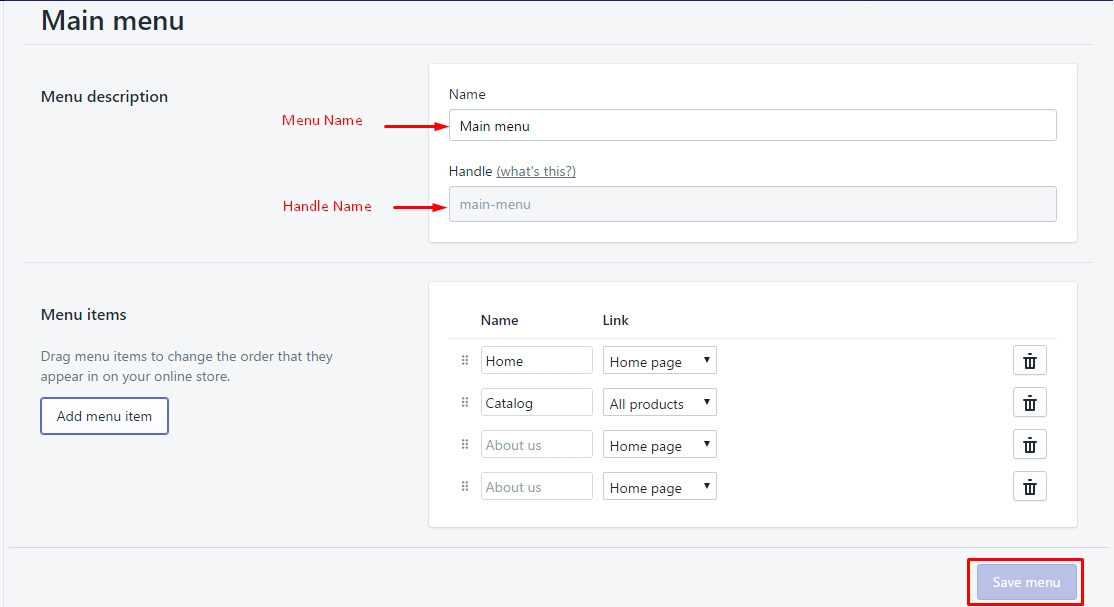 Main menu
Menu description
Name
Menu Name
Main menu
Handle (what's this?)
Handle Name
main-menu
Menu items
Drag menu items to change the order that they
appear in on your online store.
Add menu item
Name Link
Home Home page
Catalog All products
About us Home page
About us Home page
Save menu